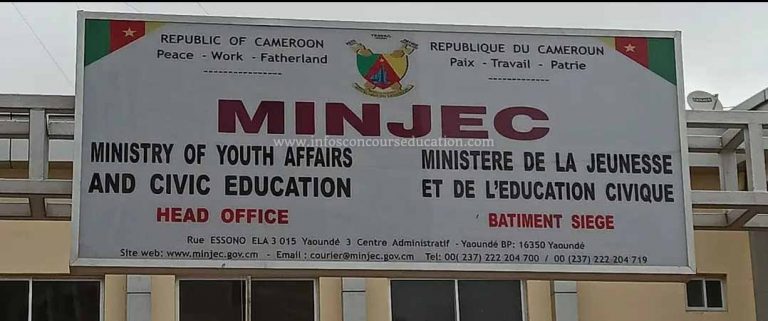 REPUBLIC OF CAMEROON
Peace - Work - Fatherland
REPUBLIQUE DU CAMEROUN
Paix - Travail - Patrie
MINJEC
www.infosconcourseducation.com
MINISTRY OF YOUTH AFFAIRS
AND CIVIC EDUCATION
HEAD OFFICE
MINISTERE DE LA JEUNESSE
ET DE L'EDUCATION CIVIQUE
BATIMENT SIEGE
Rue ESSONO ELA 3 015 Yaoundé 3 Centre Administratif - Yaoundé BP: 16350 Yaoundé
Site web: www.minjec.gov.cm - Email : courier@minjec.gov.cm Tel: 00( 237) 222 204 700 / 00 (237) 222 204 719